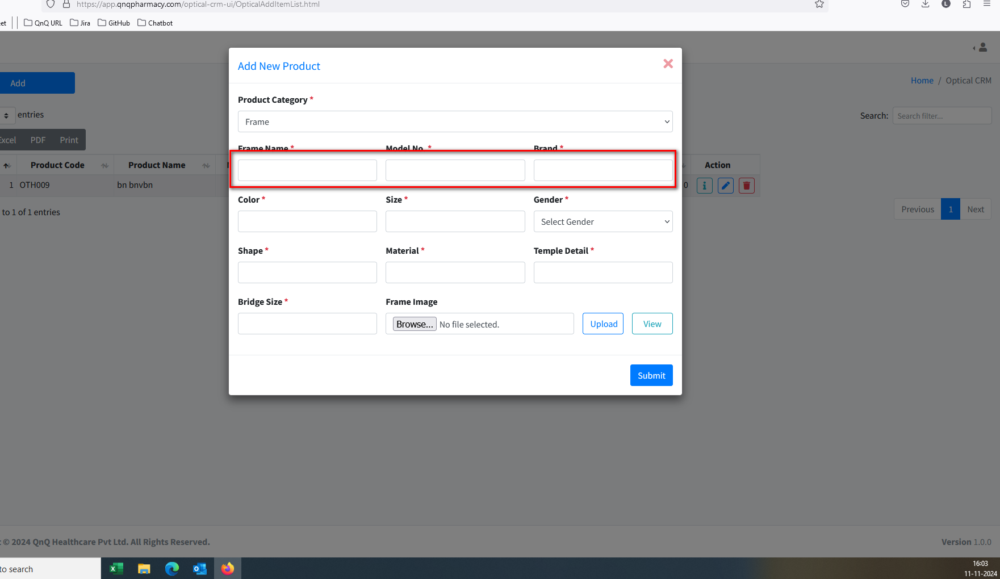 https://app.qnqpharmacy.com/optical-crm-ui/OpticalAddItemList.html
QnQ URL Jira GitHub Chatbot
Add New Product
Add
Home / Optical CRM
Product Category *
entries
Search: Search filter...
Frame
Excel PDF Print
Frame Name * Model No. * Brand *
Product Code Product Name Action
1 OTH009 bn bnvbn 0
Color * Size * Gender *
to 1 of 1 entries
Previous 1 Next
Select Gender
Shape * Material * Temple Detail *
Bridge Size * Frame Image
Browse... No file selected. Upload View
Submit
© 2024 QnQ Healthcare Pvt Ltd. All Rights Reserved.
Version 1.0.0
to search
16:03
11-11-2024